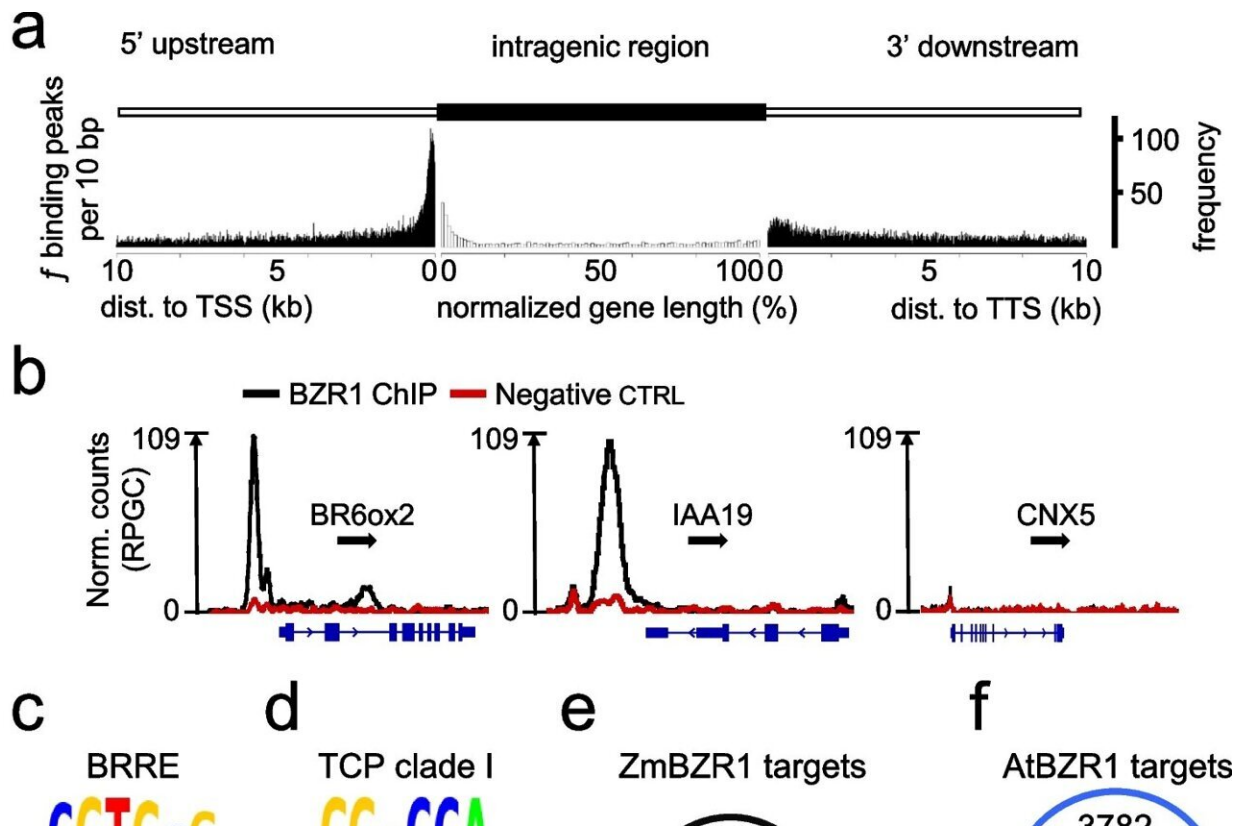 a
5' upstream
intragenic region
3' downstream
f binding peaks
per 10 bp
100
50
frequency
10 5 0
0 50 100
0 5 10
dist. to TSS (kb)
normalized gene length (%)
dist. to TTS (kb)
b
BZR1 ChIP
Negative CTRL
Norm. counts
(RPGC)
109
0
BR6ox2
109
0
IAA19
109
0
CNX5
c
BRRE
d
TCP clade I
e
ZmBZR1 targets
f
AtBZR1 targets
3782